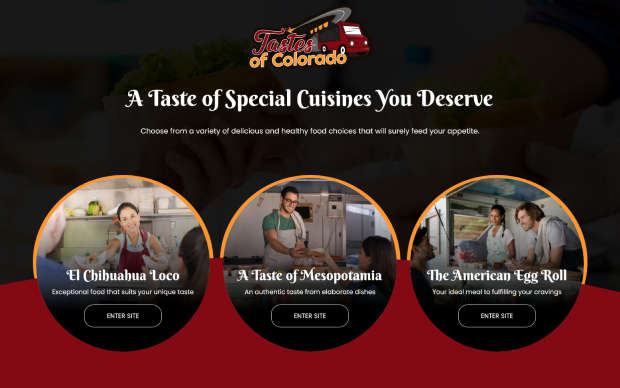 Tastes
of Colorado
A Taste of Special Cuisines You Deserve
Choose from a variety of delicious and healthy food choices that will surely feed your appetite.
El Chihuahua Loco
Exceptional food that suits your unique taste
ENTER SITE
A Taste of Mesopotamia
An authentic taste from elaborate dishes
ENTER SITE
The American Egg Roll
Your ideal meal to fulfilling your cravings
ENTER SITE